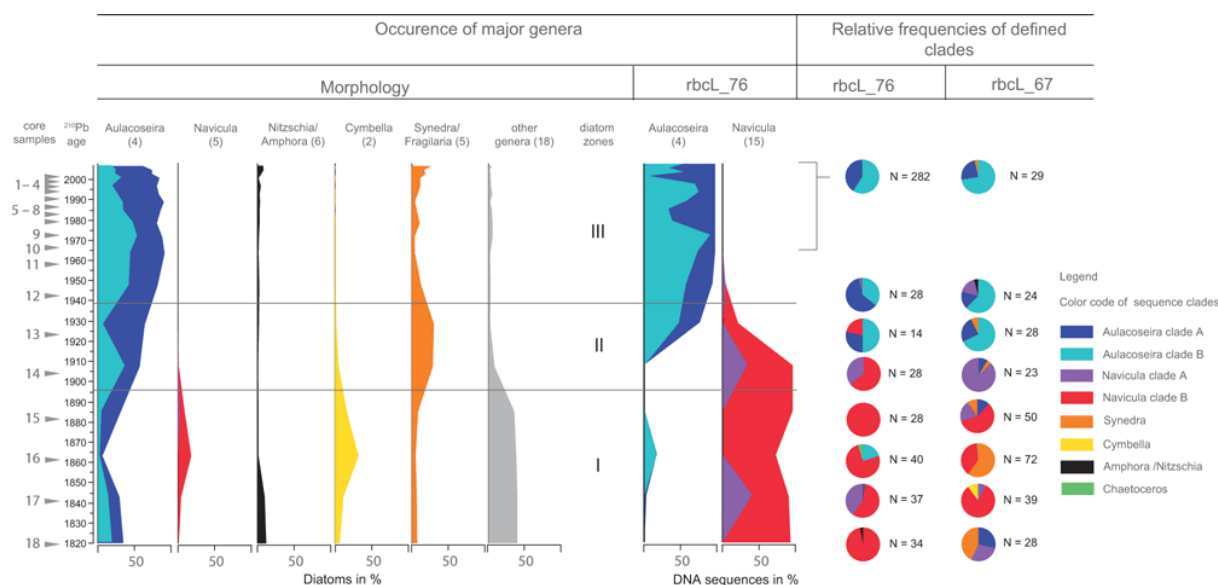 Occurence of major genera
Relative frequencies of defined
clades
Morphology
rbcL_76
rbcL_76
rbcL_67
core
samples
210Pb
age
Aulacoseira
(4)
Navicula
(5)
Nitzschia/
Amphora (6)
Cymbella
(2)
Synedra/
Fragilaria (5)
other
genera (18)
diatom
zones
Aulacoseira
(4)
Navicula
(15)
1–4
5–8
9
10
11
12
13
14
15
16
17
18
2000
1990
1980
1970
1960
1950
1940
1930
1920
1910
1900
1890
1870
1860
1840
1830
1820
III
II
I
N = 282
N = 29
N = 28
N = 24
N = 14
N = 28
N = 28
N = 23
N = 28
N = 50
N = 40
N = 72
N = 37
N = 39
N = 34
N = 28
Legend
Color code of sequence clades
Aulacoseira clade A
Aulacoseira clade B
Navicula clade A
Navicula clade B
Synedra
Cymbella
Amphora /Nitzschia
Chaetoceros
50
50
50
50
50
50
50
50
Diatoms in %
DNA sequences in %